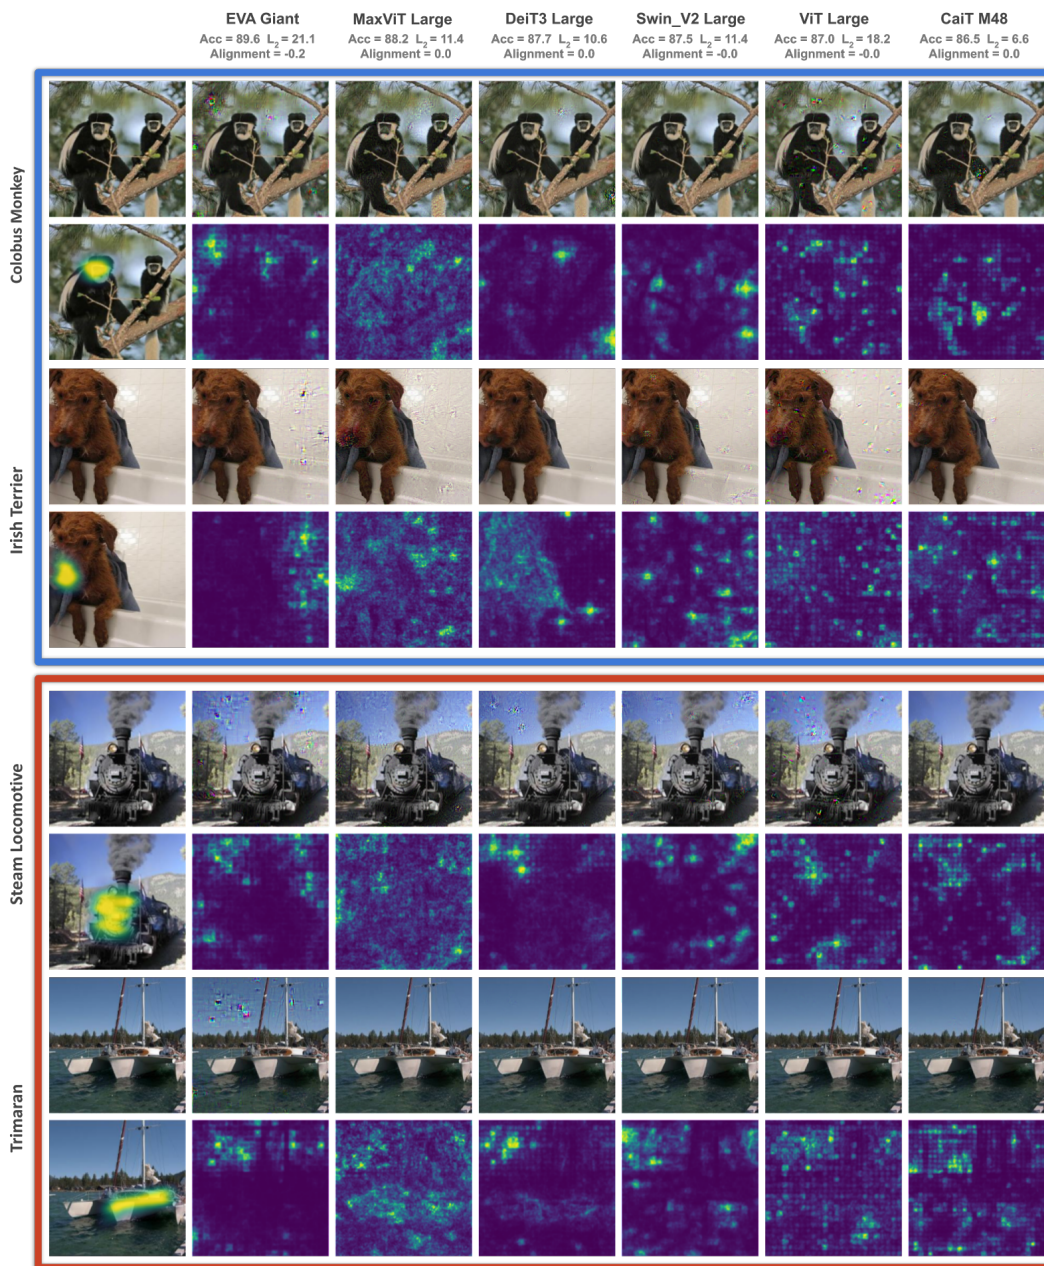 EVA Giant
Acc = 89.6 L₂ = 21.1
Alignment = -0.2
MaxViT Large
Acc = 88.2 L₂ = 11.4
Alignment = 0.0
DeiT3 Large
Acc = 87.7 L₂ = 10.6
Alignment = 0.0
Swin_V2 Large
Acc = 87.5 L₂ = 11.4
Alignment = -0.0
ViT Large
Acc = 87.0 L₂ = 18.2
Alignment = -0.0
CaiT M48
Acc = 86.5 L₂ = 6.6
Alignment = 0.0
Colobus Monkey
Irish Terrier
Steam Locomotive
Trimaran